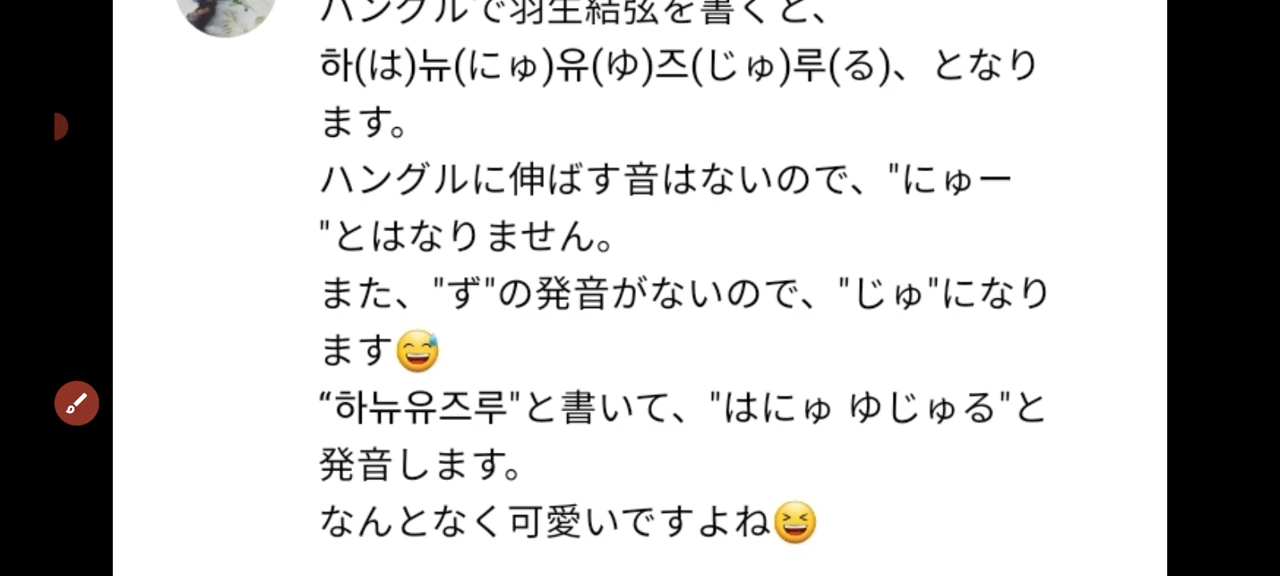 ハングルで羽生結弦を書くと、
하(は)뉴(にゅ)유(ゆ)즈(じゅ)루(る)、となり
ます。
ハングルに伸ばす音はないので、"にゅー
"とはなりません。
また、"ず"の発音がないので、"じゅ"になり
ます😅
“하뉴유즈루"と書いて、"はにゅ ゆじゅる"と
発音します。
なんとなく可愛いですよね😆